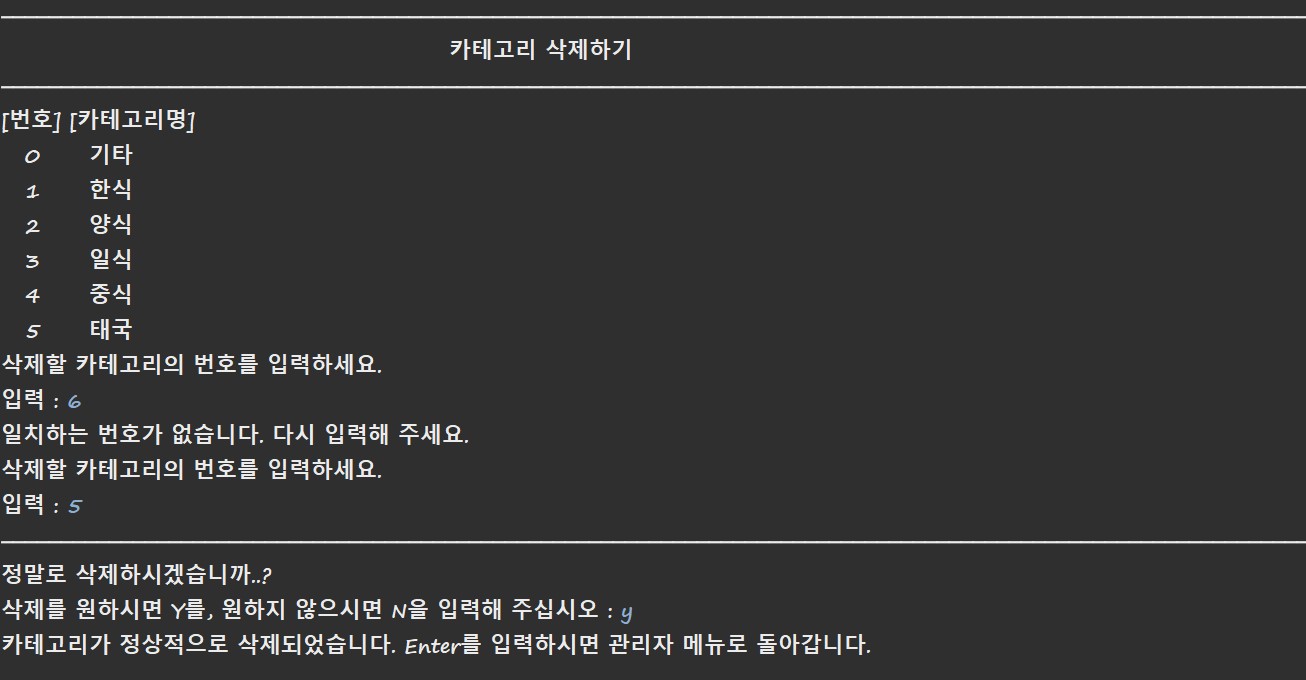 카테고리 삭제하기
[번호] [카테고리명]
0 기타
1 한식
2 양식
3 일식
4 중식
5 태국
삭제할 카테고리의 번호를 입력하세요.
입력 : 6
일치하는 번호가 없습니다. 다시 입력해 주세요.
삭제할 카테고리의 번호를 입력하세요.
입력 : 5
정말로 삭제하시겠습니까..?
삭제를 원하시면 Y를, 원하지 않으시면 N을 입력해 주십시오 : y
카테고리가 정상적으로 삭제되었습니다. Enter를 입력하시면 관리자 메뉴로 돌아갑니다.